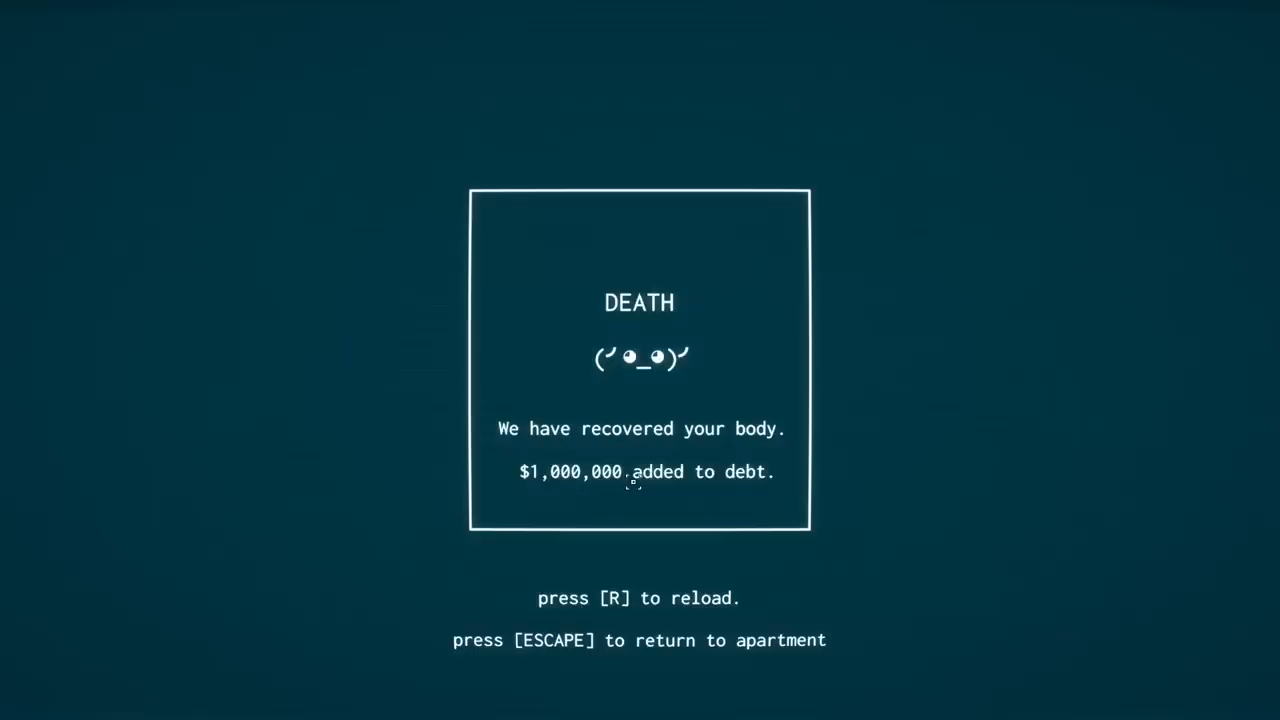 DEATH
(╯◕_◕)╯
We have recovered your body.
$1,000,000 added to debt.
press [R] to reload.
press [ESCAPE] to return to apartment